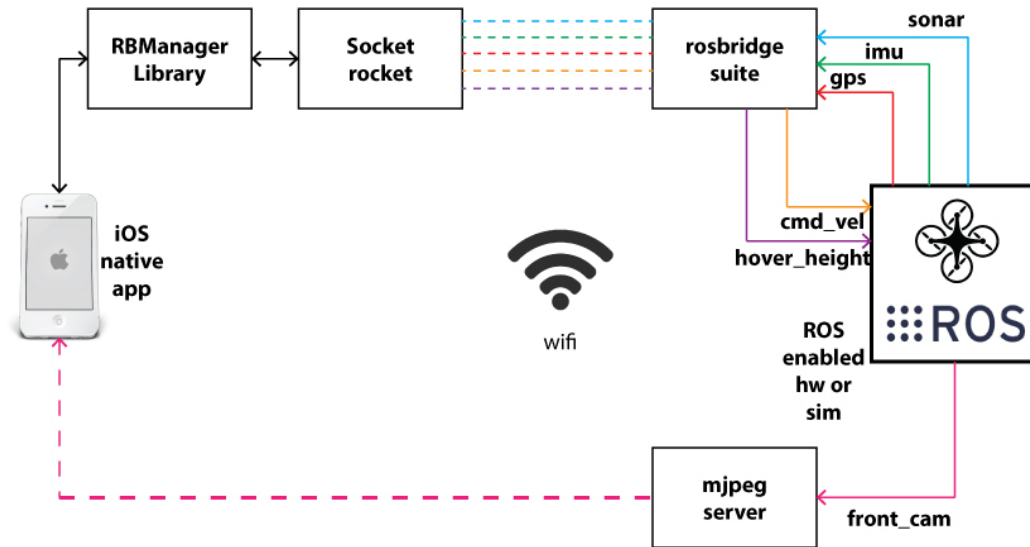 RBManager
Library
Socket
rocket
rosbridge
suite
sonar
imu
gps
iOS
native
app
wifi
cmd_vel
hover_height
ROS
ROS
enabled
hw or
sim
mjpeg
server
front_cam